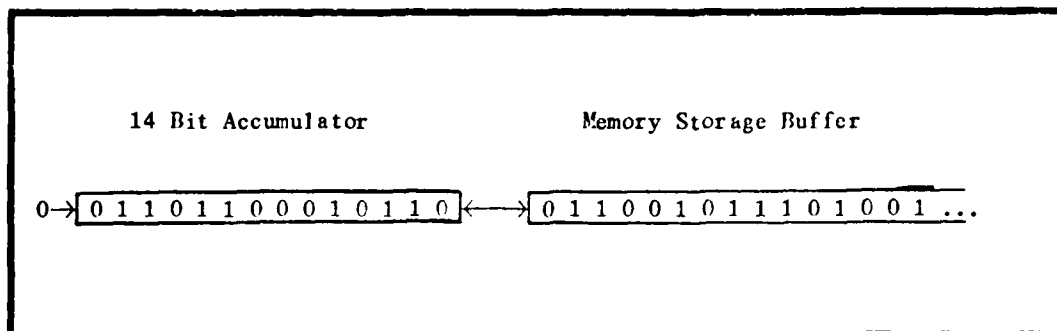 14 Bit Accumulator Memory Storage Buffer
0→ 0 1 1 0 1 1 0 0 0 1 0 1 1 0 ←→ 0 1 1 0 0 1 0 1 1 1 0 1 0 0 1 ...